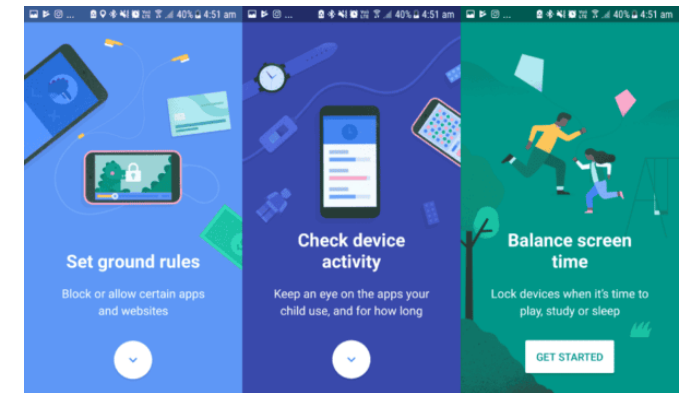 ... 40% 4:51 am
Set ground rules
Block or allow certain apps
and websites
... 40% 4:51 am
Check device
activity
Keep an eye on the apps your
child use, and for how long
... 40% 4:51 am
Balance screen
time
Lock devices when it's time to
play, study or sleep
GET STARTED